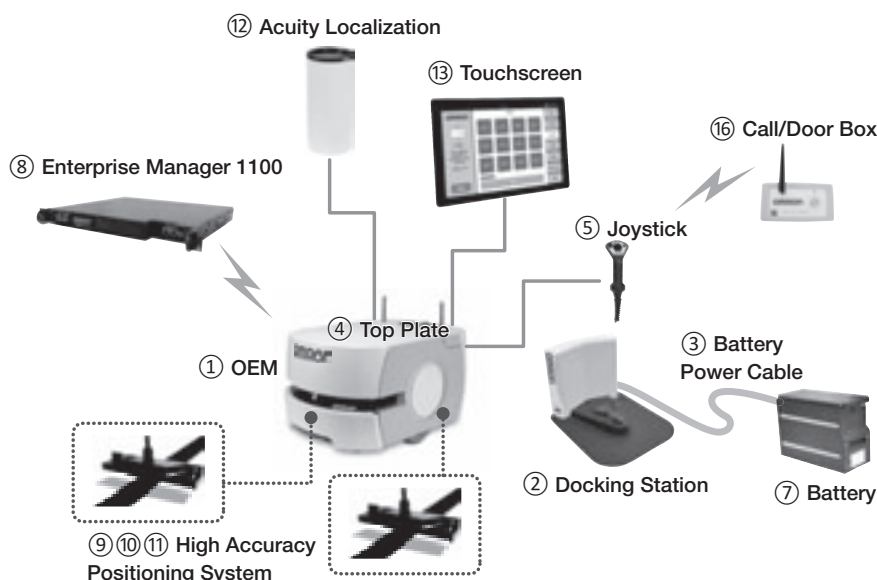 ⑫ Acuity Localization
⑬ Touchscreen
⑯ Call/Door Box
⑧ Enterprise Manager 1100
⑤ Joystick
④ Top Plate
① OEM
③ Battery
Power Cable
② Docking Station
⑦ Battery
⑨⑩⑪ High Accuracy
Positioning System